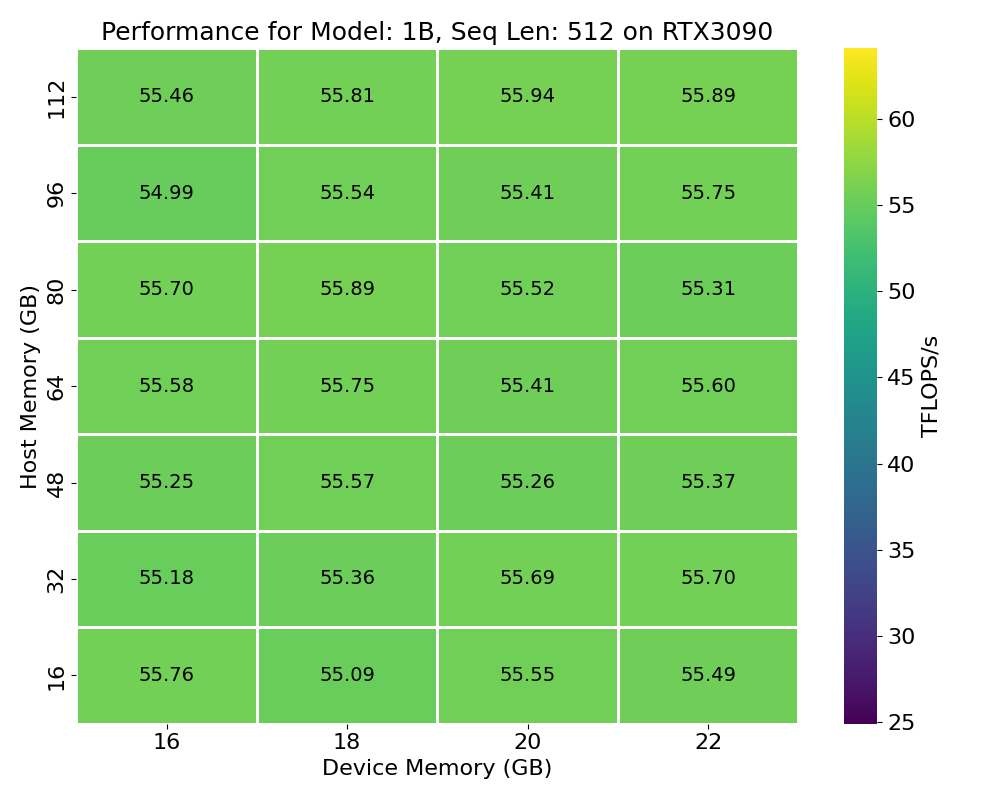 Performance for Model: 1B, Seq Len: 512 on RTX3090
112 55.46 55.81 55.94 55.89
96 54.99 55.54 55.41 55.75
80 55.70 55.89 55.52 55.31
64 55.58 55.75 55.41 55.60
48 55.25 55.57 55.26 55.37
32 55.18 55.36 55.69 55.70
16 55.76 55.09 55.55 55.49
16 18 20 22
Device Memory (GB)
Host Memory (GB)
60
55
50
45
40
35
30
25
TFLOPS/s